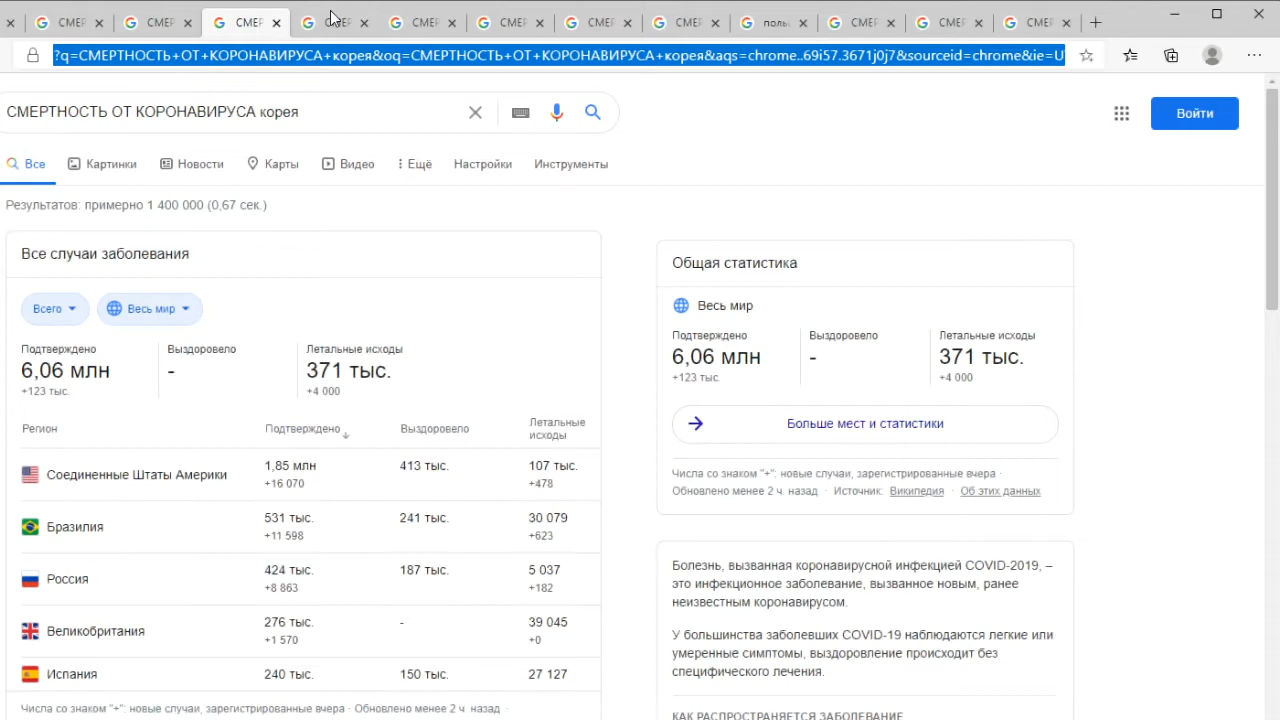 СМЕР СМЕР СМЕР СМЕР СМЕР СМЕР СМЕР СМЕР польз СМЕР СМЕР СМЕР
?q=СМЕРТНОСТЬ+ОТ+КОРОНАВИРУСА+корея&oq=СМЕРТНОСТЬ+ОТ+КОРОНАВИРУСА+корея&aqs=chrome..69i57.3671j0j7&sourceid=chrome&ie=U
СМЕРТНОСТЬ ОТ КОРОНАВИРУСА корея
Войти
Все Картинки Новости Карты Видео Ещё Настройки Инструменты
Результатов: примерно 1 400 000 (0,67 сек.)
Все случаи заболевания
Всего Весь мир
Подтверждено Выздоровело Летальные исходы
6,06 млн - 371 тыс.
+123 тыс. +4 000
Регион Подтверждено Выздоровело Летальные исходы
Соединенные Штаты Америки 1,85 млн 413 тыс. 107 тыс.
+16 070 +478
Бразилия 531 тыс. 241 тыс. 30 079
+11 598 +623
Россия 424 тыс. 187 тыс. 5 037
+8 863 +182
Великобритания 276 тыс. - 39 045
+1 570 +0
Испания 240 тыс. 150 тыс. 27 127
Числа со знаком "+": новые случаи, зарегистрированные вчера · Обновлено менее 2 ч. назад ·
Общая статистика
Весь мир
Подтверждено Выздоровело Летальные исходы
6,06 млн - 371 тыс.
+123 тыс. +4 000
Больше мест и статистики
Числа со знаком "+": новые случаи, зарегистрированные вчера ·
Обновлено менее 2 ч. назад · Источник: Википедия · Об этих данных
Болезнь, вызванная коронавирусной инфекцией COVID-2019, –
это инфекционное заболевание, вызванное новым, ранее
неизвестным коронавирусом.
У большинства заболевших COVID-19 наблюдаются легкие или
умеренные симптомы, выздоровление происходит без
специфического лечения.
КАК РАСПРОСТРАНЯЕТСЯ ЗАБОЛЕВАНИЕ